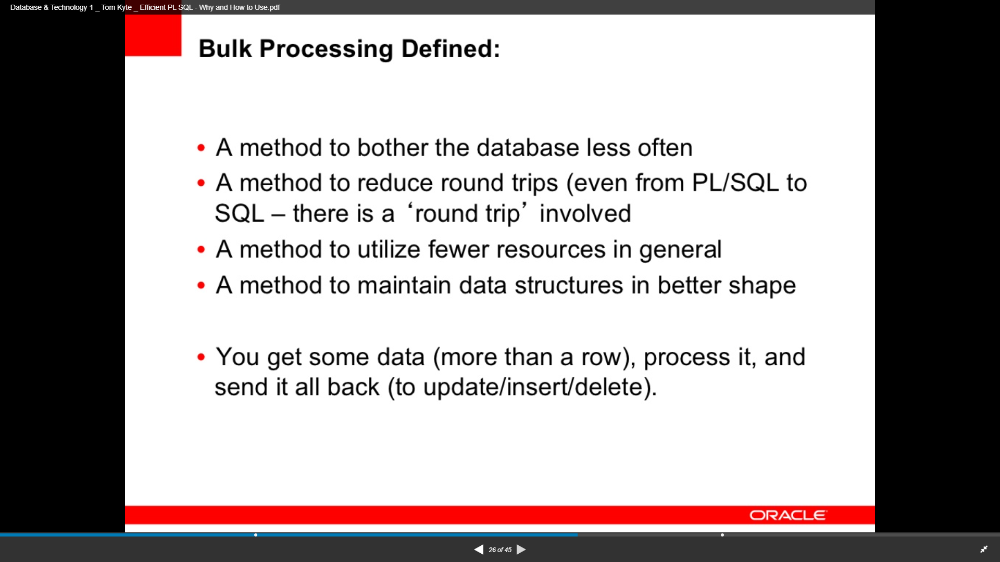 Database & Technology 1 _ Tom Kyte _ Efficient PL SQL - Why and How to Use.pdf
Bulk Processing Defined:
• A method to bother the database less often
• A method to reduce round trips (even from PL/SQL to
SQL – there is a ‘round trip’ involved
• A method to utilize fewer resources in general
• A method to maintain data structures in better shape
• You get some data (more than a row), process it, and
send it all back (to update/insert/delete).
ORACLE
26 of 45